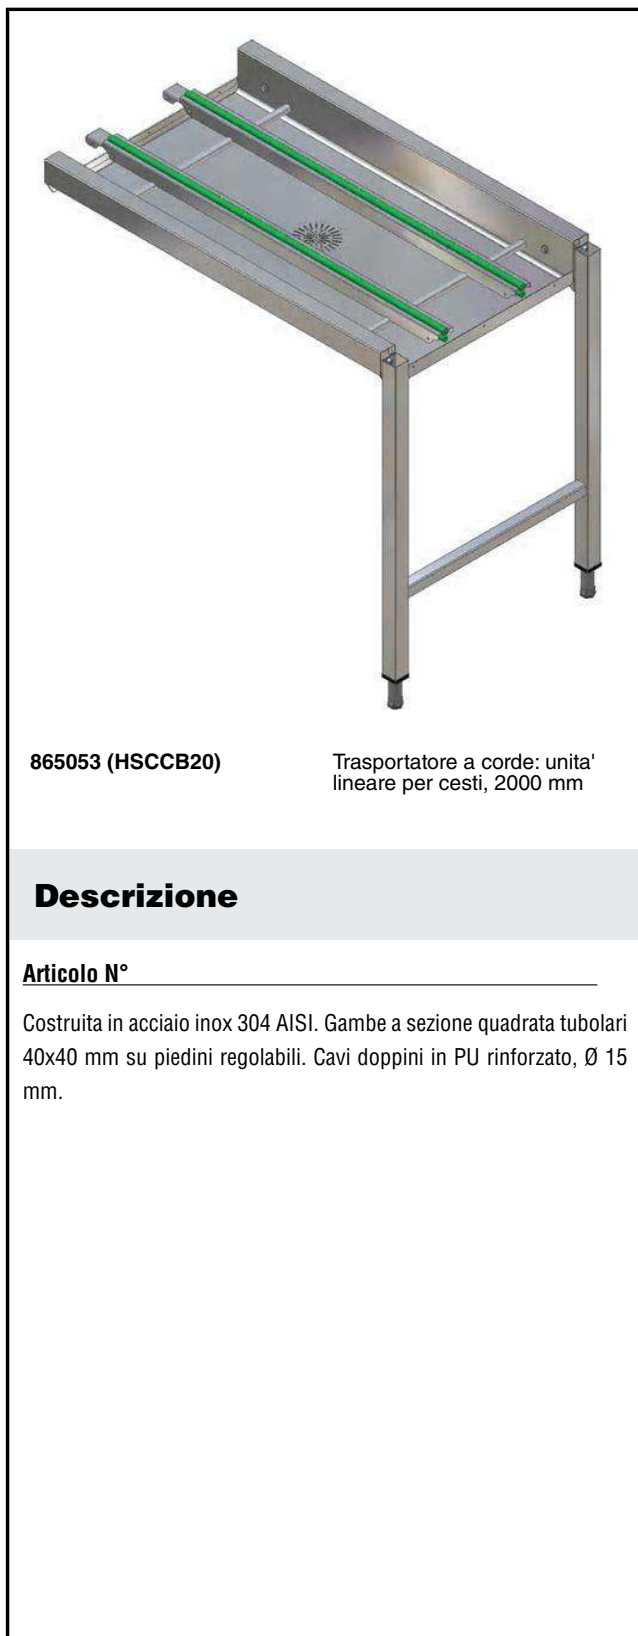 865053 (HSCCB20)
Trasportatore a corde: unita'
lineare per cesti, 2000 mm
Descrizione
Articolo N°
Costruita in acciaio inox 304 AISI. Gambe a sezione quadrata tubolari
40x40 mm su piedini regolabili. Cavi doppini in PU rinforzato, Ø 15
mm.